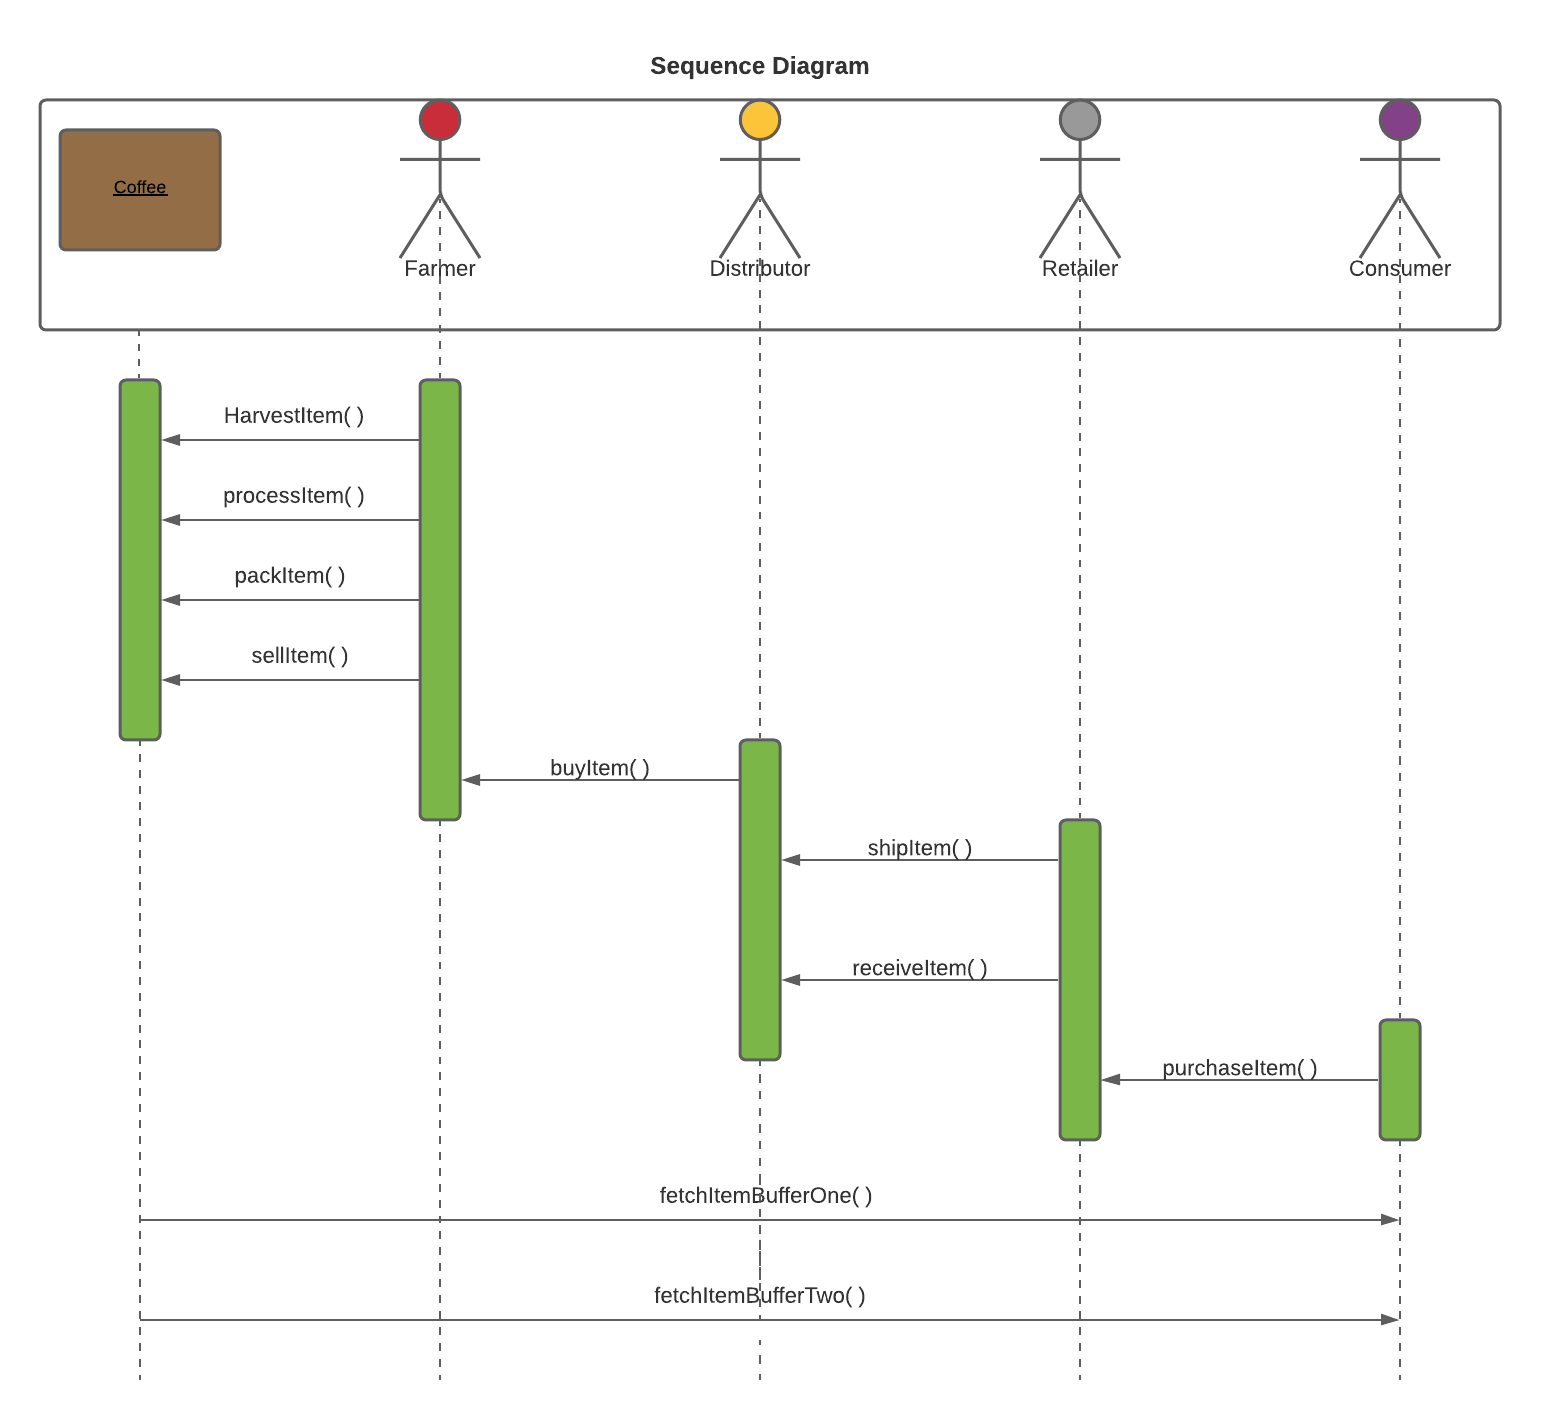 Sequence Diagram
Coffee
Farmer
Distributor
Retailer
Consumer
HarvestItem( )
processItem( )
packItem( )
sellItem( )
buyItem( )
shipItem( )
receiveItem( )
purchaseItem( )
fetchItemBufferOne( )
fetchItemBufferTwo( )